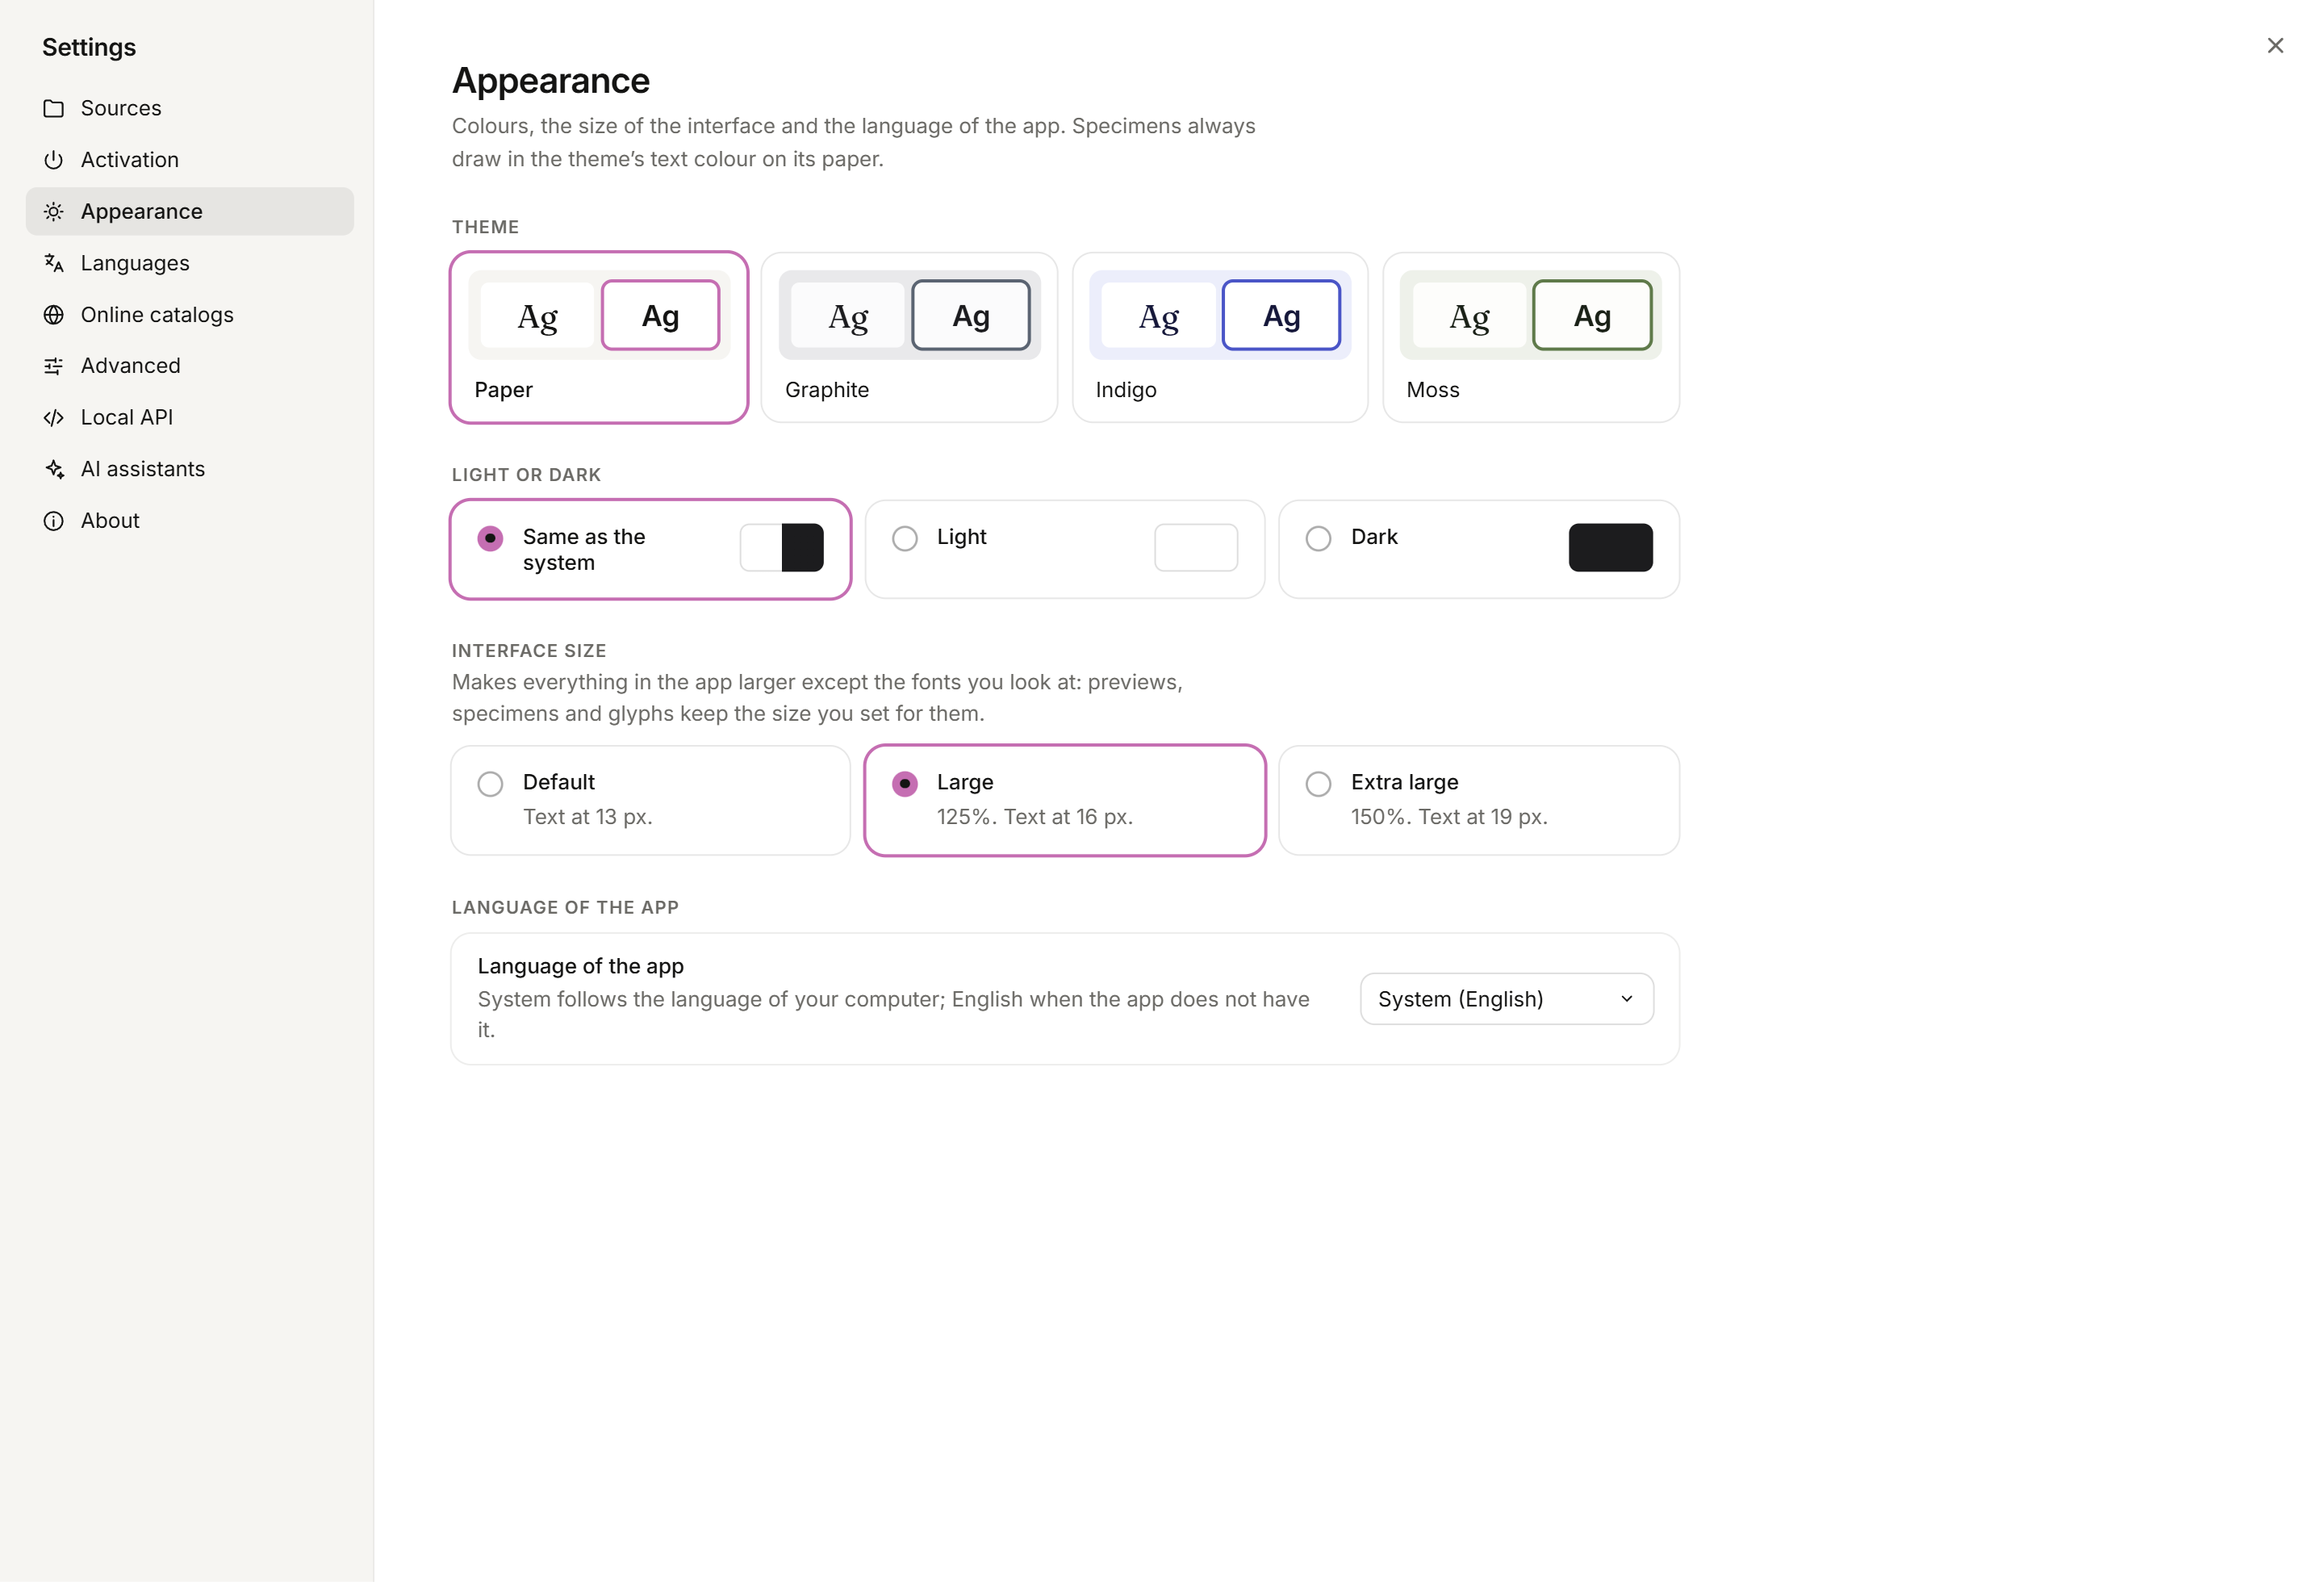 Settings
Sources
Activation
Appearance
Languages
Online catalogs
Advanced
Local API
AI assistants
About
Appearance
Colours, the size of the interface and the language of the app. Specimens always
draw in the theme’s text colour on its paper.
THEME
Ag Ag
Paper
Ag Ag
Graphite
Ag Ag
Indigo
Ag Ag
Moss
LIGHT OR DARK
Same as the
system
Light
Dark
INTERFACE SIZE
Makes everything in the app larger except the fonts you look at: previews,
specimens and glyphs keep the size you set for them.
Default
Text at 13 px.
Large
125%. Text at 16 px.
Extra large
150%. Text at 19 px.
LANGUAGE OF THE APP
Language of the app
System follows the language of your computer; English when the app does not have
it.
System (English)